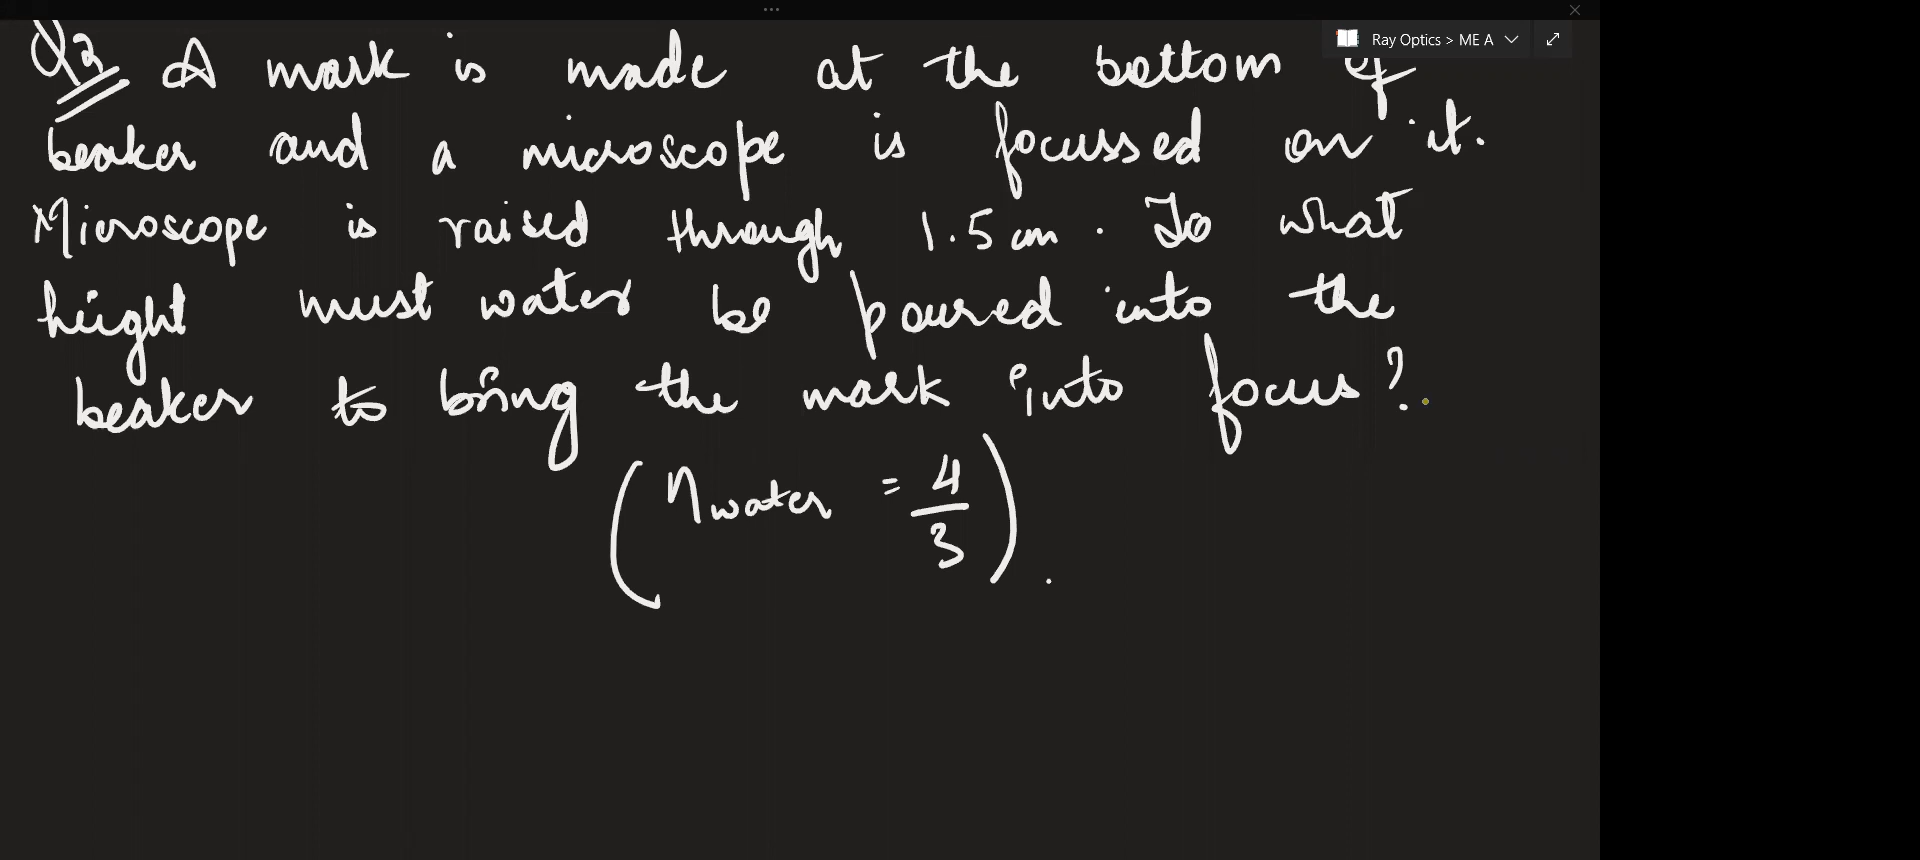 Ray Optics > ME A
Q2 A mark is made at the bottom of
beaker and a microscope is focussed on it.
Microscope is raised through 1.5 cm. To what
height must water be poured into the
beaker to bring the mark into focus?
(ηwater = 4/3).